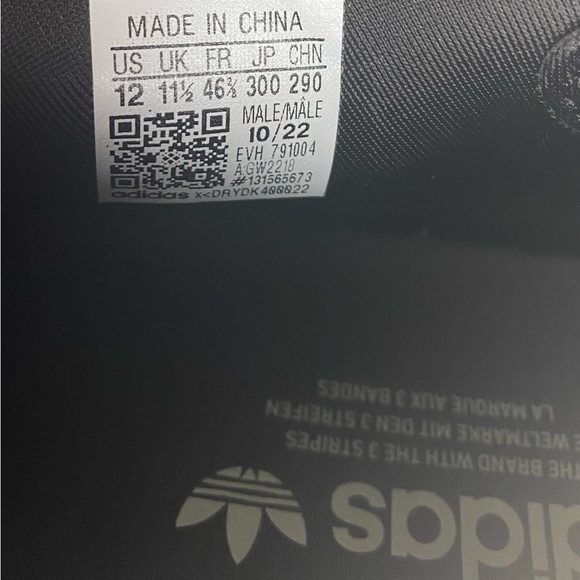 MADE IN CHINA
US UK FR JP CHN
12 11½ 46⅔ 300 290
MALE/MÂLE
10/22
EVH 791004
A:GW2218
#131565673
adidas x<DRYDK400022
adidas
THE BRAND WITH THE 3 STRIPES
WELTMARKE MIT DEN 3 STREIFEN
LA MARQUE AUX 3 BANDES